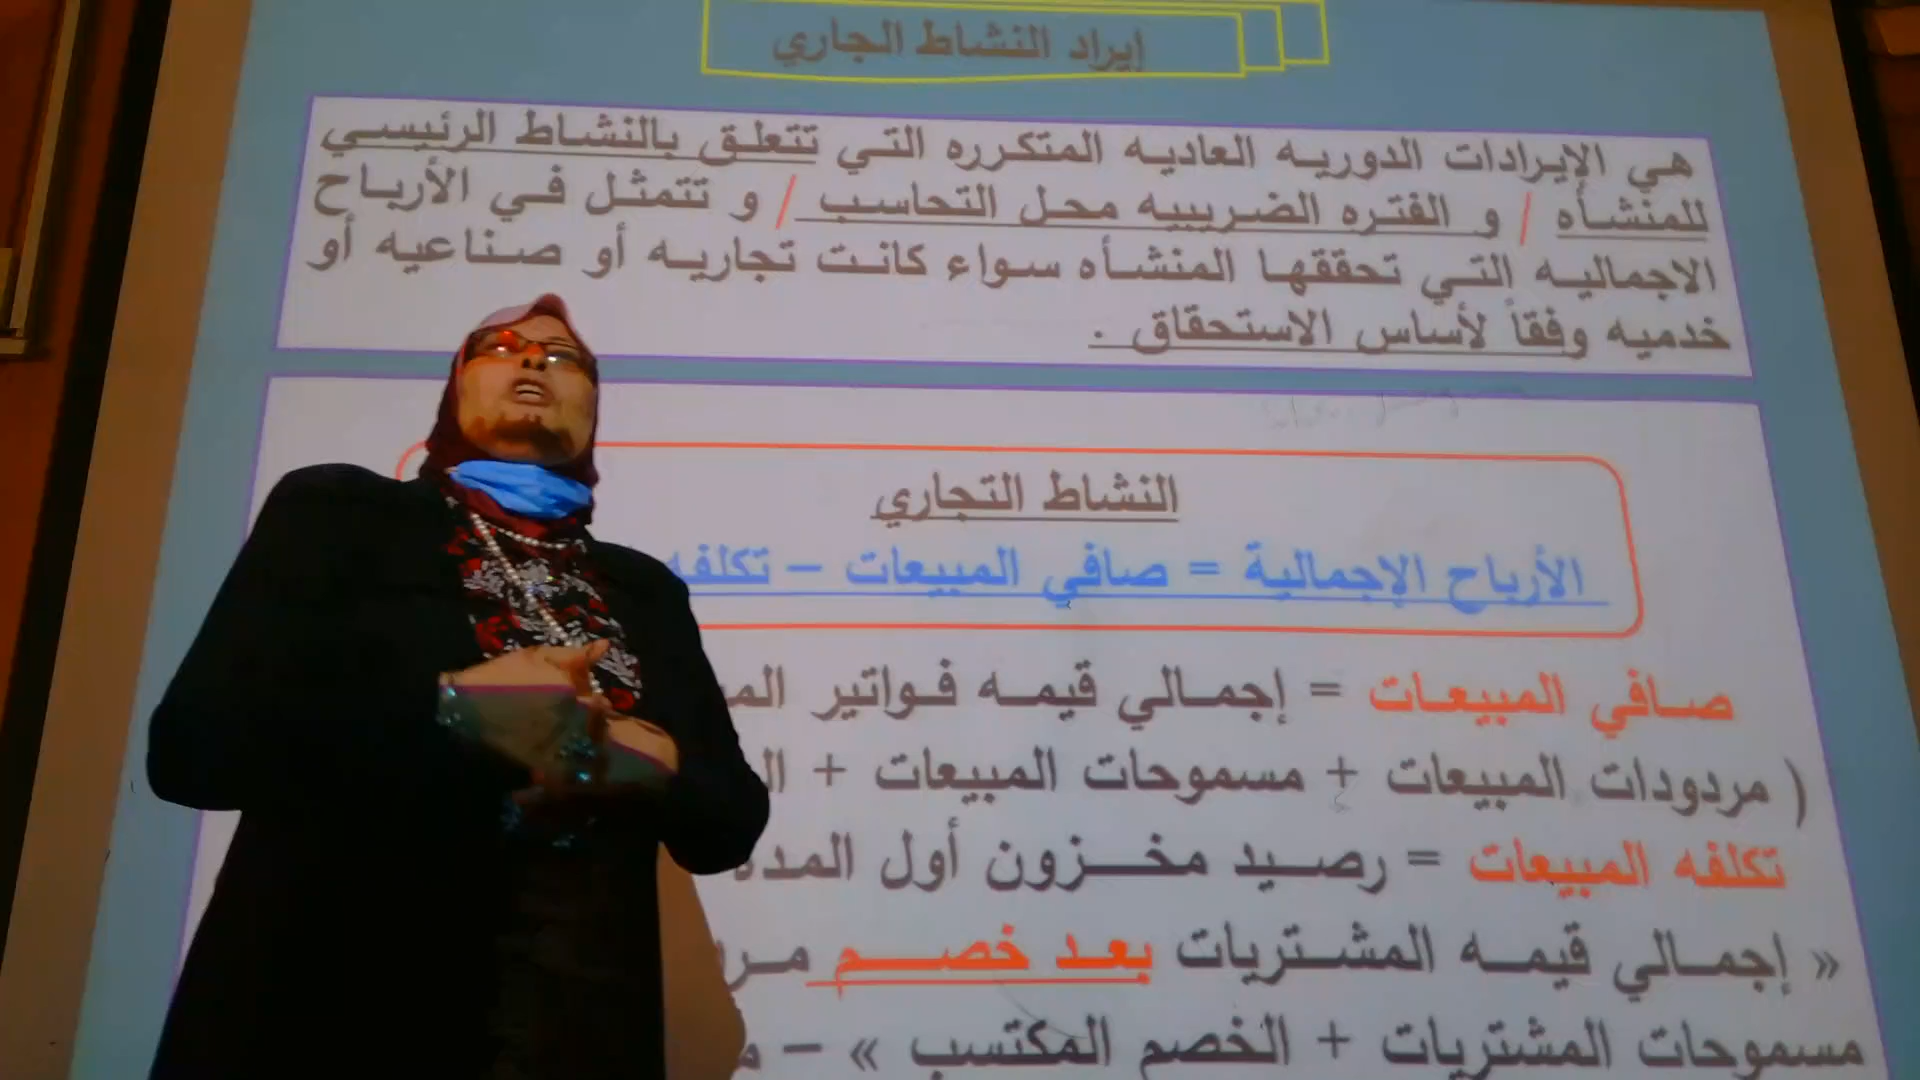 إيراد النشاط الجاري
هي الإيرادات الدوريه العاديه المتكرره التي تتعلق بالنشاط الرئيسي
للمنشأه / و الفتره الضريبيه محل التحاسب / و تتمثل في الأرباح
الاجماليه التي تحققها المنشأه سواء كانت تجاريه أو صناعيه أو
خدميه وفقاً لأساس الاستحقاق .
النشاط التجاري
الأرباح الإجمالية = صافي المبيعات – تكلفه
صافي المبيعات = إجمالي قيمه فواتير
( مردودات المبيعات + مسموحات المبيعات +
تكلفه المبيعات = رصيد مخزون أول المده
« إجمالي قيمه المشتريات بعد خصم
مسموحات المشتريات + الخصم المكتسب » –